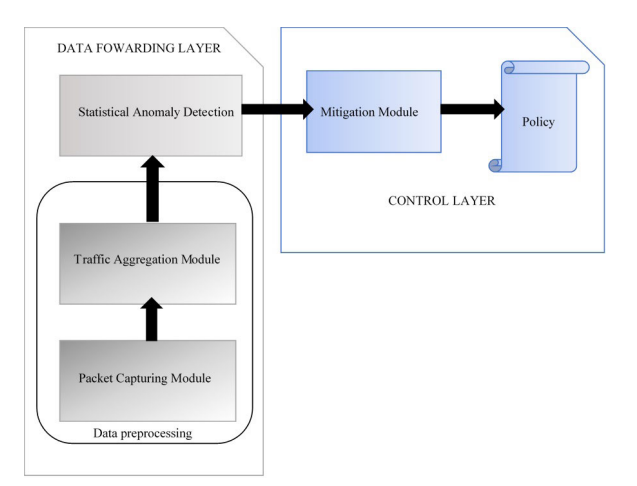 DATA FOWARDING LAYER
Statistical Anomaly Detection
Mitigation Module
Policy
CONTROL LAYER
Traffic Aggregation Module
Packet Capturing Module
Data preprocessing